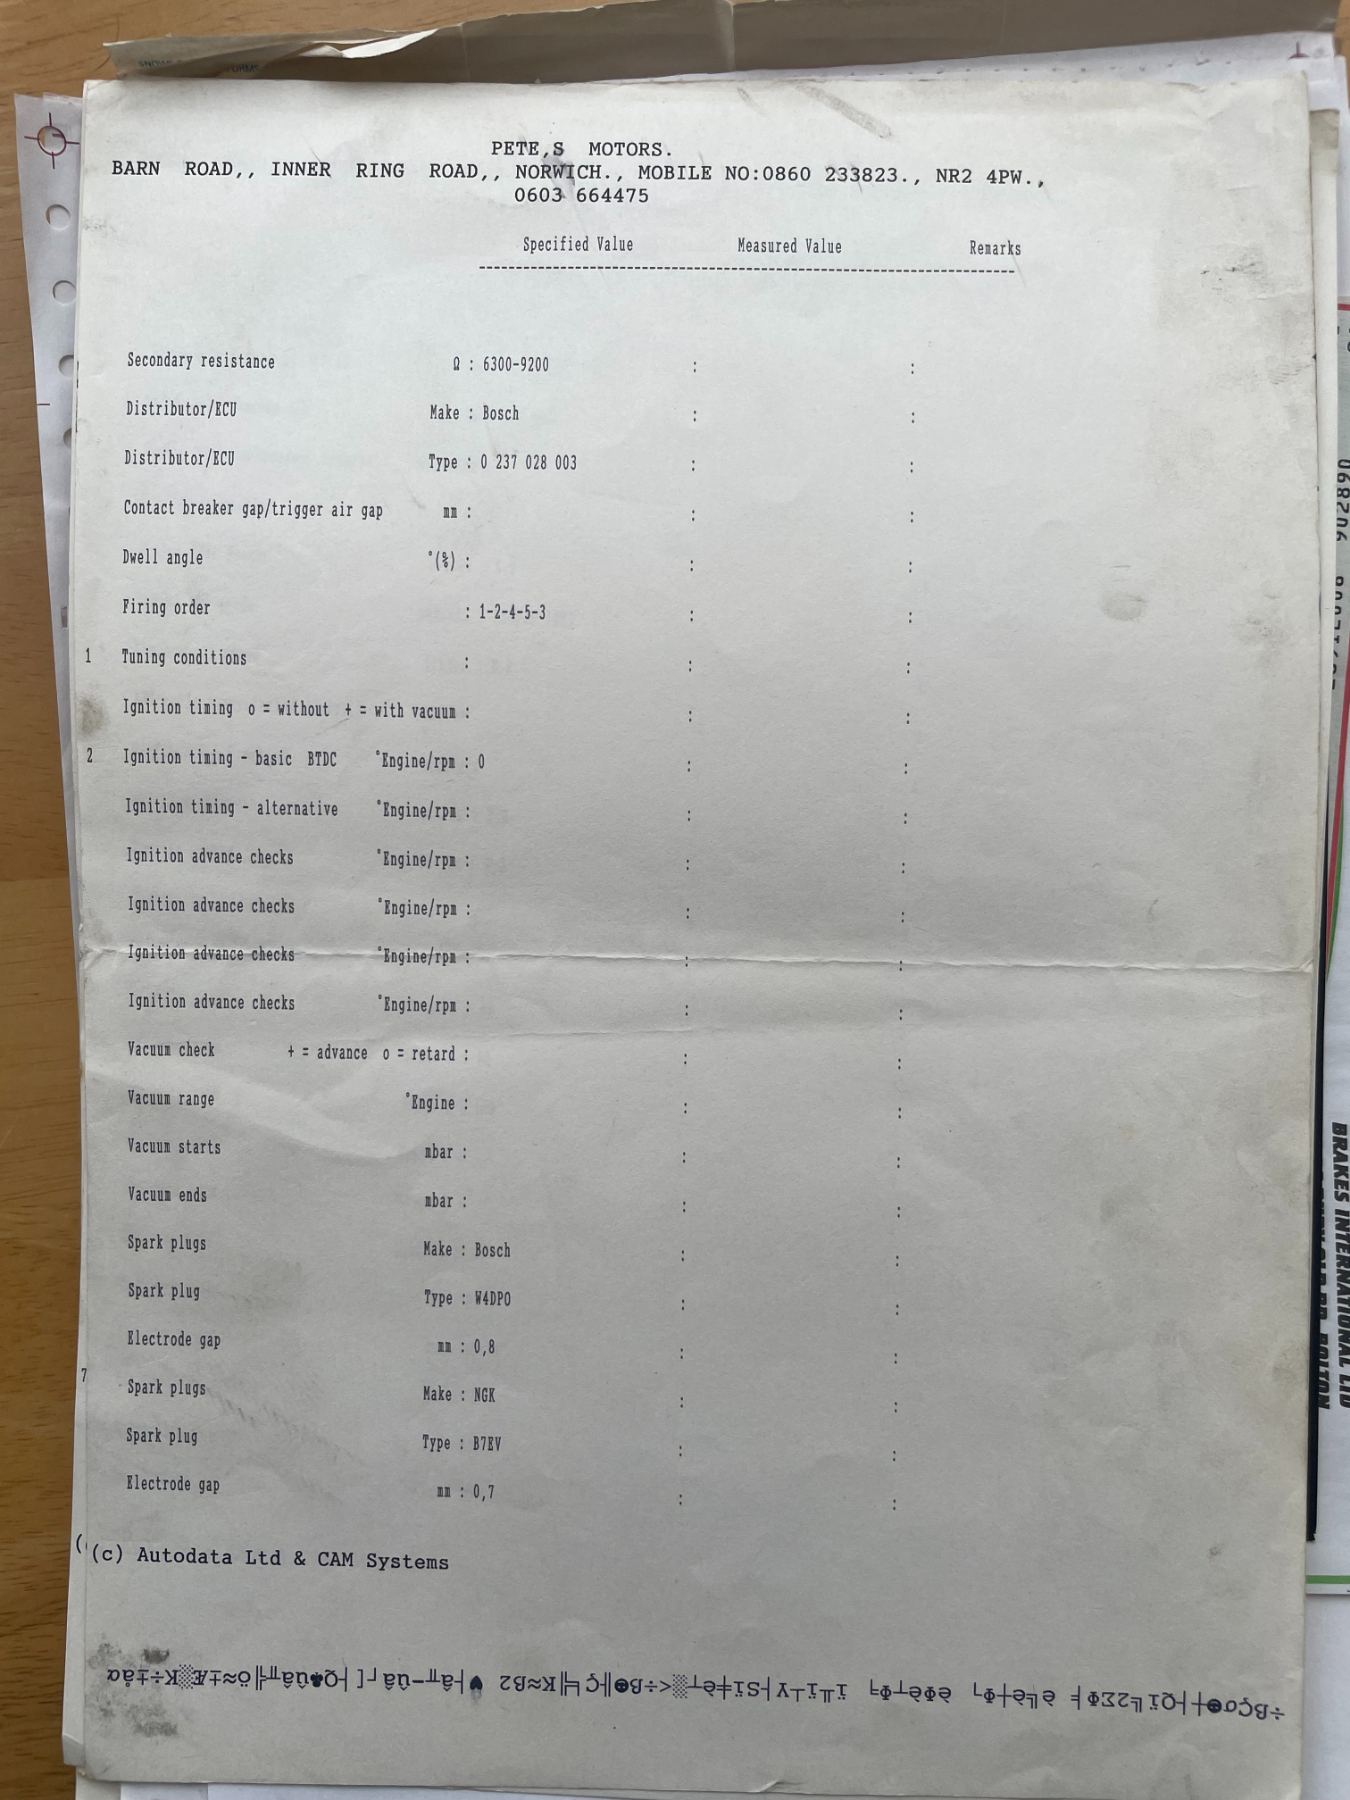 PETE,S MOTORS.
BARN ROAD,, INNER RING ROAD,, NORWICH., MOBILE NO:0860 233823., NR2 4PW.,
0603 664475
Specified Value Measured Value Remarks
Secondary resistance Ω : 6300-9200 : :
Distributor/ECU Make : Bosch : :
Distributor/ECU Type : 0 237 028 003 : :
Contact breaker gap/trigger air gap mm : : :
Dwell angle °(%) : : :
Firing order : 1-2-4-5-3 : :
1 Tuning conditions : : :
Ignition timing o = without + = with vacuum : : :
2 Ignition timing - basic BTDC °Engine/rpm : 0 : :
Ignition timing - alternative °Engine/rpm : : :
Ignition advance checks °Engine/rpm : : :
Ignition advance checks °Engine/rpm : : :
Ignition advance checks °Engine/rpm : : :
Ignition advance checks °Engine/rpm : : :
Vacuum check + = advance o = retard : : :
Vacuum range °Engine : : :
Vacuum starts mbar : : :
Vacuum ends mbar : : :
Spark plugs Make : Bosch : :
Spark plug Type : W4DPO : :
Electrode gap mm : 0,8 : :
7
Spark plugs Make : NGK : :
Spark plug Type : B7EV : :
Electrode gap mm : 0,7 : :
(c) Autodata Ltd & CAM Systems
902890
BRAKES INTERNATIONAL LTD
BOLTON